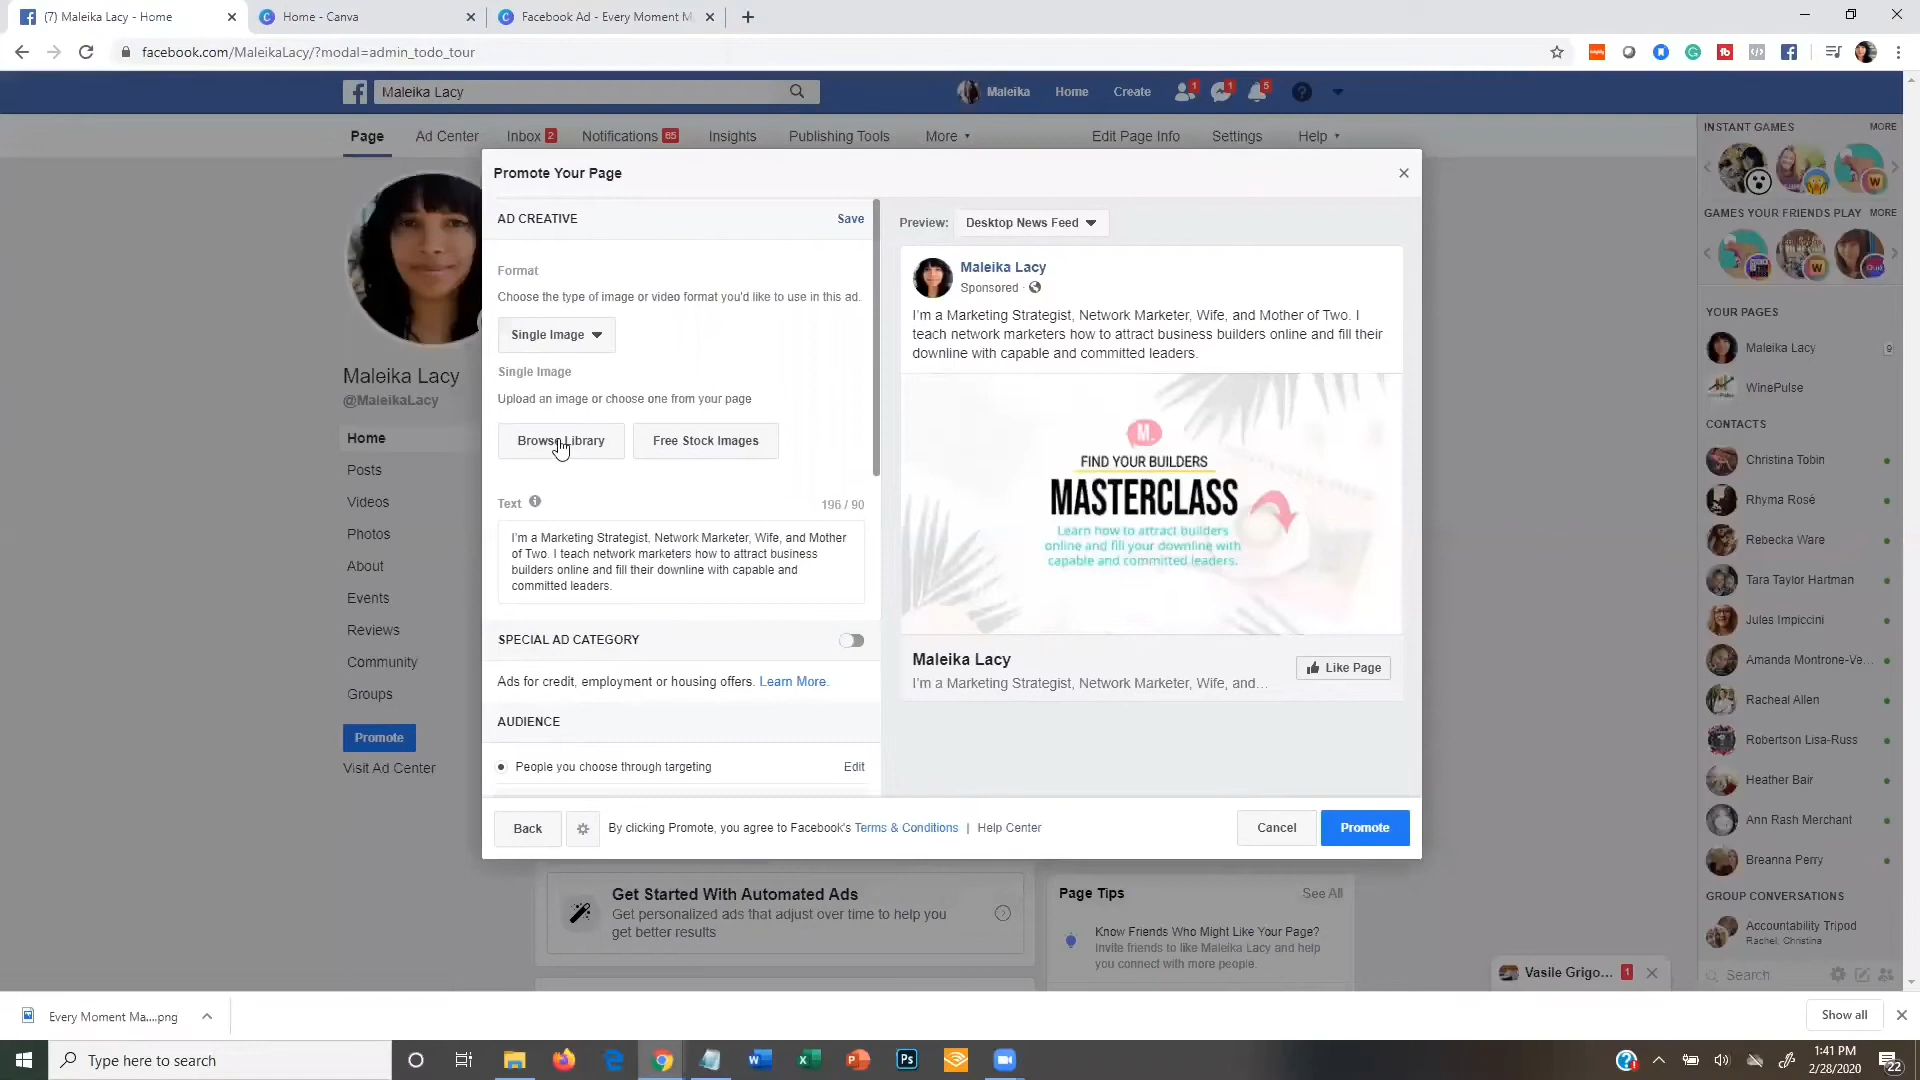 (7) Maleika Lacy - Home
Home - Canva
Facebook Ad - Every Moment M
facebook.com/MaleikaLacy/?modal=admin_todo_tour
Maleika Lacy
Maleika
Home
Create
1
1
5
Page
Ad Center
Inbox 2
Notifications 65
Insights
Publishing Tools
More
Edit Page Info
Settings
Help
Maleika Lacy
@MaleikaLacy
Home
Posts
Videos
Photos
About
Events
Reviews
Community
Groups
Promote
Visit Ad Center
Promote Your Page
AD CREATIVE
Save
Format
Choose the type of image or video format you'd like to use in this ad.
Single Image
Single Image
Upload an image or choose one from your page
Browse Library
Free Stock Images
Text
196 / 90
I'm a Marketing Strategist, Network Marketer, Wife, and Mother
of Two. I teach network marketers how to attract business
builders online and fill their downline with capable and
committed leaders.
SPECIAL AD CATEGORY
Ads for credit, employment or housing offers. Learn More.
AUDIENCE
People you choose through targeting
Edit
Preview:
Desktop News Feed
Maleika Lacy
Sponsored ·
I'm a Marketing Strategist, Network Marketer, Wife, and Mother of Two. I
teach network marketers how to attract business builders online and fill their
downline with capable and committed leaders.
M.
FIND YOUR BUILDERS
MASTERCLASS
Learn how to attract builders
online and fill your downline with
capable and committed leaders.
Maleika Lacy
I'm a Marketing Strategist, Network Marketer, Wife, and...
Like Page
Back
By clicking Promote, you agree to Facebook's Terms & Conditions | Help Center
Cancel
Promote
Get Started With Automated Ads
Get personalized ads that adjust over time to help you
get better results
Page Tips
See All
Know Friends Who Might Like Your Page?
Invite friends to like Maleika Lacy and help
you connect with more people.
INSTANT GAMES
MORE
GAMES YOUR FRIENDS PLAY
MORE
YOUR PAGES
Maleika Lacy
9
WinePulse
CONTACTS
Christina Tobin
Rhyma Rosé
Rebecka Ware
Tara Taylor Hartman
Jules Impiccini
Amanda Montrone-Ve...
Racheal Allen
Robertson Lisa-Russ
Heather Bair
Ann Rash Merchant
Breanna Perry
GROUP CONVERSATIONS
Accountability Tripod
Rachel, Christina
Search
Vasile Grigo... 1
Every Moment Ma....png
Show all
Type here to search
1:41 PM
2/28/2020
22